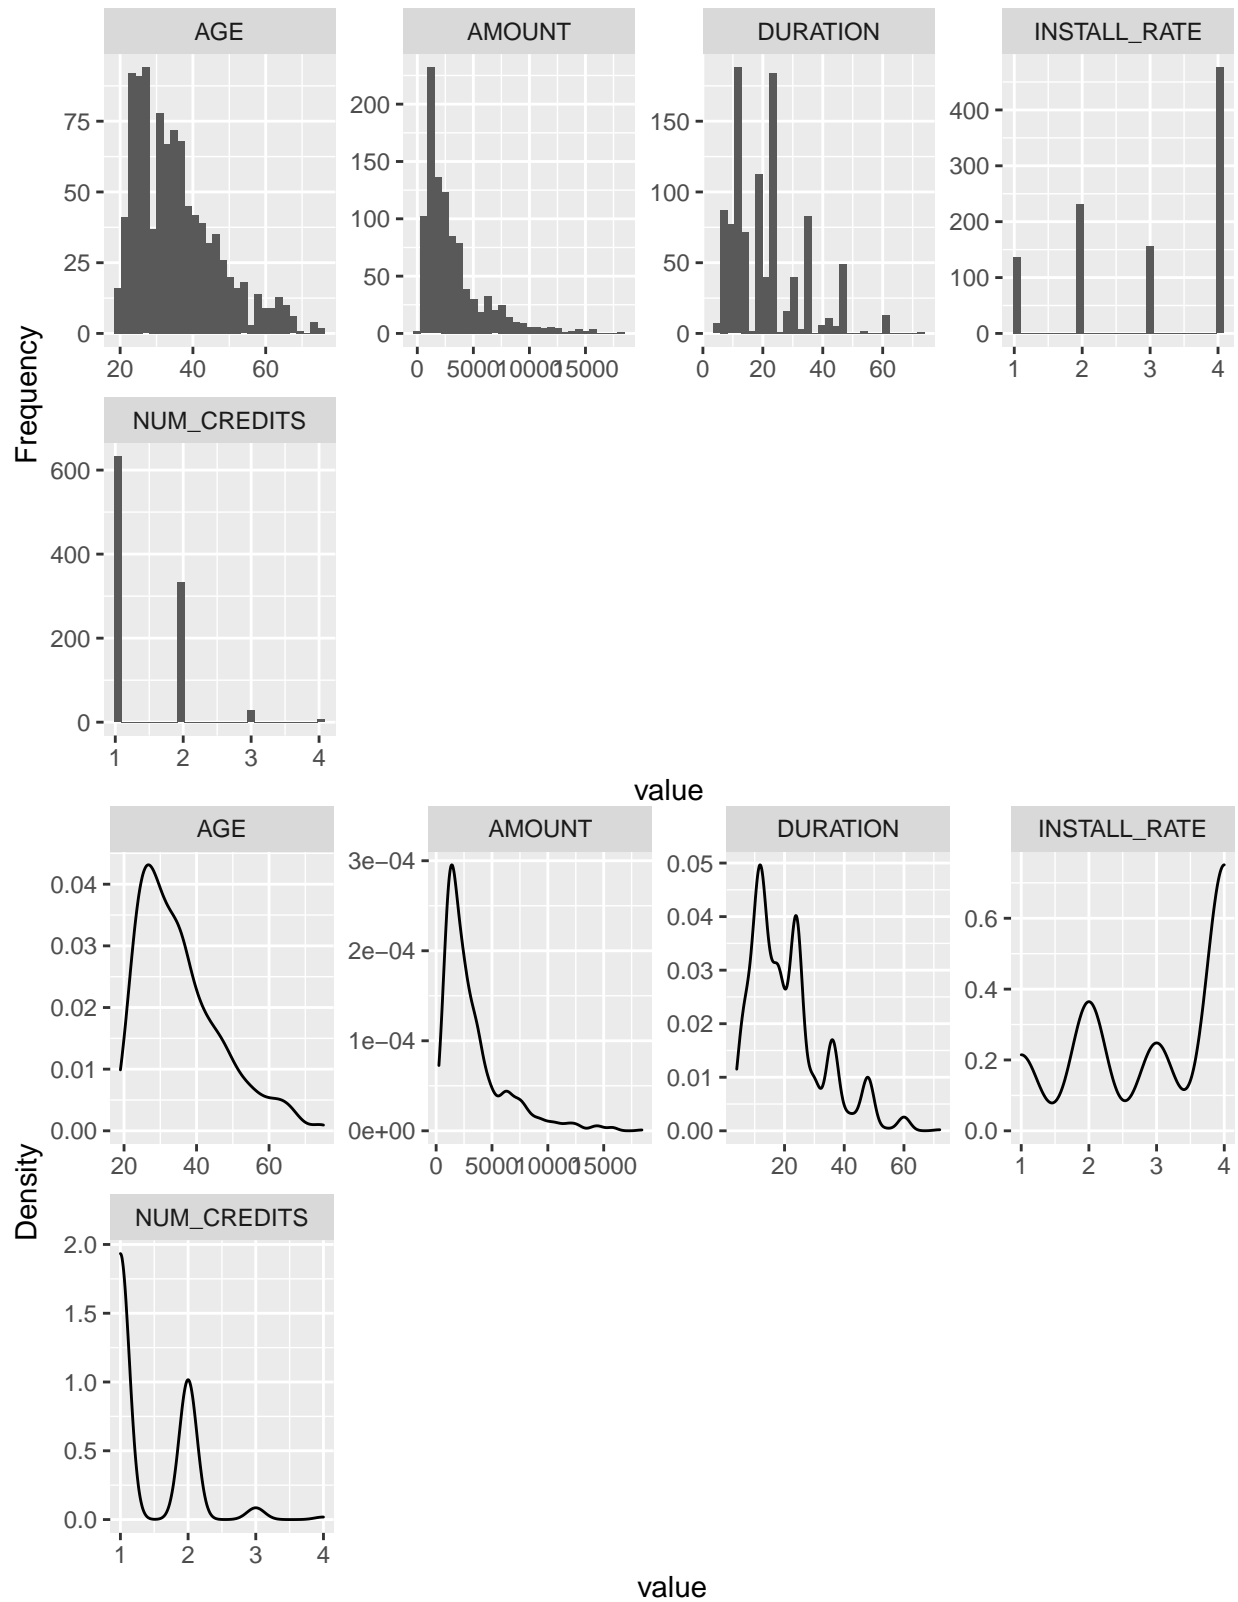 AGE AMOUNT DURATION INSTALL_RATE
75
50
25
0
20 40 60
200
150
100
50
0
0 5000 10000 15000
150
100
50
0
0 20 40 60
400
300
200
100
0
1 2 3 4
Frequency
NUM_CREDITS
600
400
200
0
1 2 3 4
value
AGE AMOUNT DURATION INSTALL_RATE
0.04
0.03
0.02
0.01
0.00
20 40 60
3e−04
2e−04
1e−04
0e+00
0 5000 10000 15000
0.05
0.04
0.03
0.02
0.01
0.00
20 40 60
0.6
0.4
0.2
0.0
1 2 3 4
Density
NUM_CREDITS
2.0
1.5
1.0
0.5
0.0
1 2 3 4
value